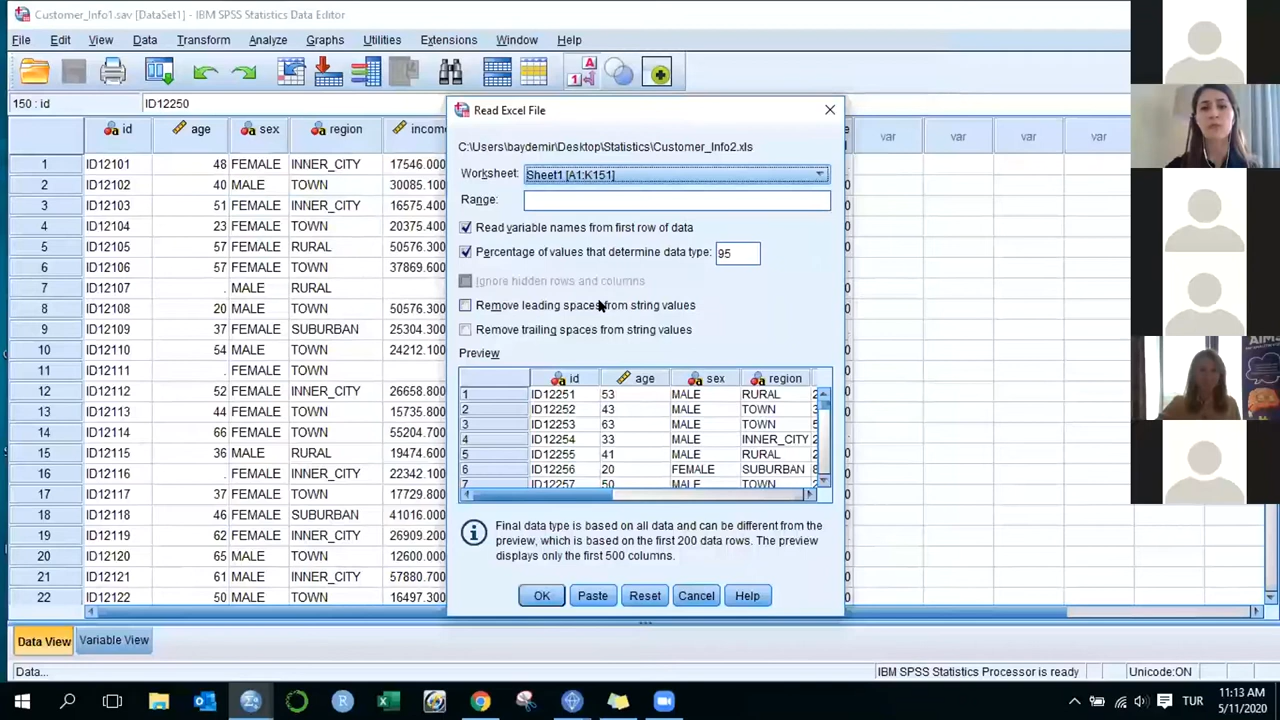 Customer_Info1.sav [DataSet1] - IBM SPSS Statistics Data Editor
File Edit View Data Transform Analyze Graphs Utilities Extensions Window Help
150 : id ID12250
id age sex region income var var var var
1 ID12101 48 FEMALE INNER_CITY 17546.000
2 ID12102 40 MALE TOWN 30085.100
3 ID12103 51 FEMALE INNER_CITY 16575.400
4 ID12104 23 FEMALE TOWN 20375.400
5 ID12105 57 FEMALE RURAL 50576.300
6 ID12106 57 FEMALE TOWN 37869.600
7 ID12107 . MALE RURAL .
8 ID12108 20 MALE TOWN 50576.300
9 ID12109 37 FEMALE SUBURBAN 25304.300
10 ID12110 54 MALE TOWN 24212.100
11 ID12111 . FEMALE TOWN .
12 ID12112 52 FEMALE INNER_CITY 26658.800
13 ID12113 44 FEMALE TOWN 15735.800
14 ID12114 66 FEMALE TOWN 55204.700
15 ID12115 36 MALE RURAL 19474.600
16 ID12116 . FEMALE INNER_CITY 22342.100
17 ID12117 37 FEMALE TOWN 17729.800
18 ID12118 46 FEMALE SUBURBAN 41016.000
19 ID12119 62 FEMALE INNER_CITY 26909.200
20 ID12120 65 MALE TOWN 12600.000
21 ID12121 61 MALE INNER_CITY 57880.700
22 ID12122 50 MALE TOWN 16497.300
Read Excel File
C:\Users\baydemir\Desktop\Statistics\Customer_Info2.xls
Worksheet: Sheet1 [A1:K151]
Range:
Read variable names from first row of data
Percentage of values that determine data type: 95
Ignore hidden rows and columns
Remove leading spaces from string values
Remove trailing spaces from string values
Preview
id age sex region
1 ID12251 53 MALE RURAL
2 ID12252 43 MALE TOWN
3 ID12253 63 MALE TOWN
4 ID12254 33 MALE INNER_CITY
5 ID12255 41 MALE RURAL
6 ID12256 20 FEMALE SUBURBAN
7 ID12257 50 MALE TOWN
Final data type is based on all data and can be different from the
preview, which is based on the first 200 data rows. The preview
displays only the first 500 columns.
OK Paste Reset Cancel Help
Data View Variable View
Data... IBM SPSS Statistics Processor is ready Unicode:ON
TUR
11:13 AM
5/11/2020